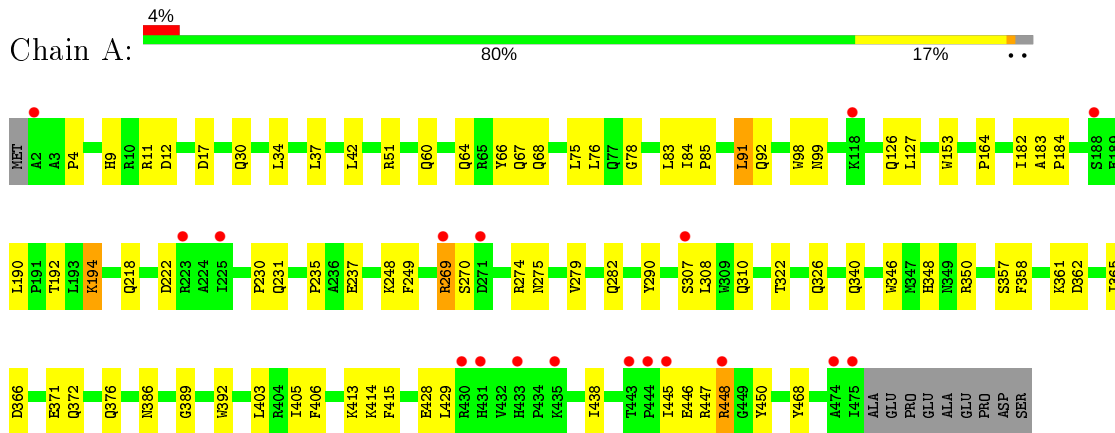 4%
Chain A:
80% 17% • •
MET A2 A3 P4 H9 R10 R11 D12 D17 Q30 L34 L37 L42 R51 Q60 Q64 R65 Y66 Q67 Q68 L75 L76 Q77 G78 L83 I84 P85 L91 Q92 W98 N99 K118 Q126 L127 W153 P164 I182 A183 P184 S188 E189
L190 P191 T192 L193 K194 Q218 D222 R223 A224 I225 P230 Q231 P235 A236 E237 K248 F249 R269 S270 D271 R274 N275 V279 Q282 Y290 S307 L308 W309 Q310 T322 Q326 Q340 W346 M347 H348 N349 R350 S357 F358 K361 D362 I365
D366 E371 Q372 Q376 N386 G389 W392 L403 R404 I405 P406 K413 K414 F415 E428 L429 R430 H431 Y432 H433 P434 K435 I438 T443 P444 I445 E446 R447 R448 G449 Y450 Y468 A474 I475 ALA GLU PRO GLU ALA GLU PRO ASP SER